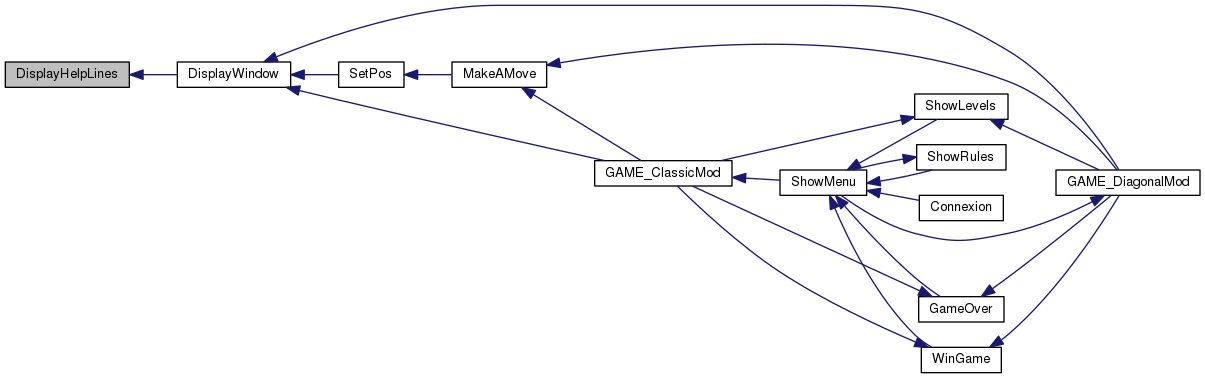 DisplayHelpLines
DisplayWindow
SetPos
MakeAMove
ShowLevels
ShowRules
GAME_ClassicMod
ShowMenu
GAME_DiagonalMod
Connexion
GameOver
WinGame